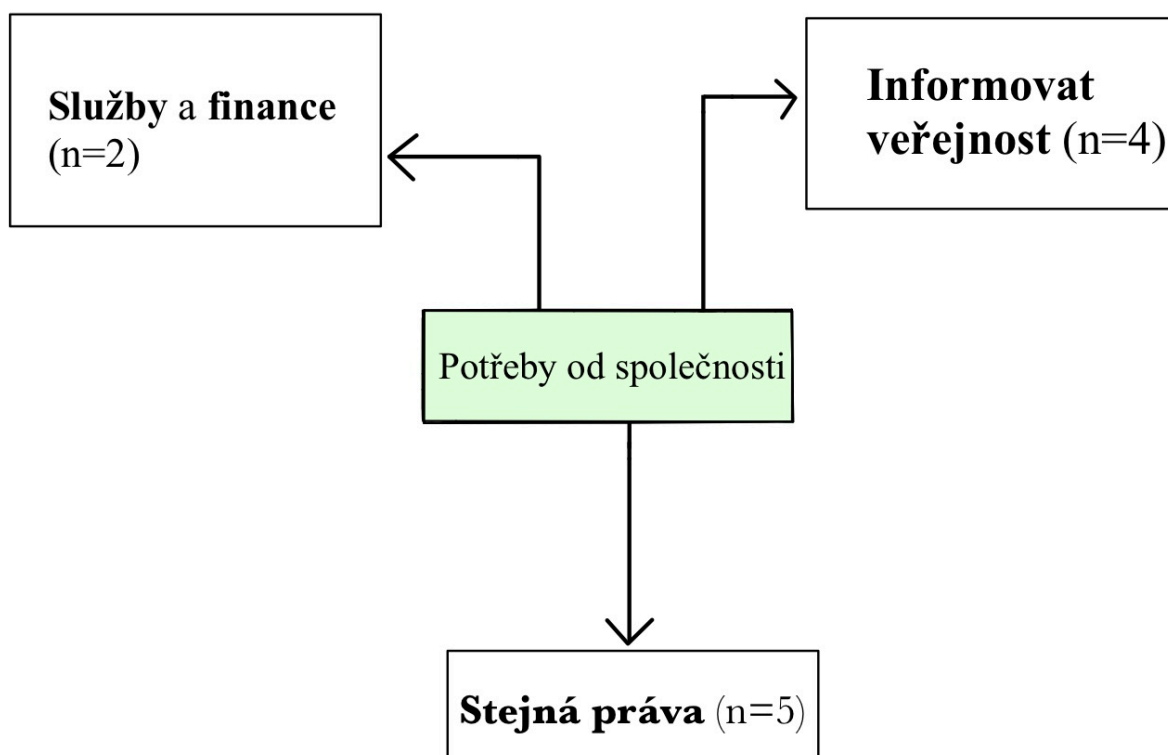 Služby a finance
(n=2)
Informovat
veřejnost (n=4)
Potřeby od společnosti
Stejná práva (n=5)